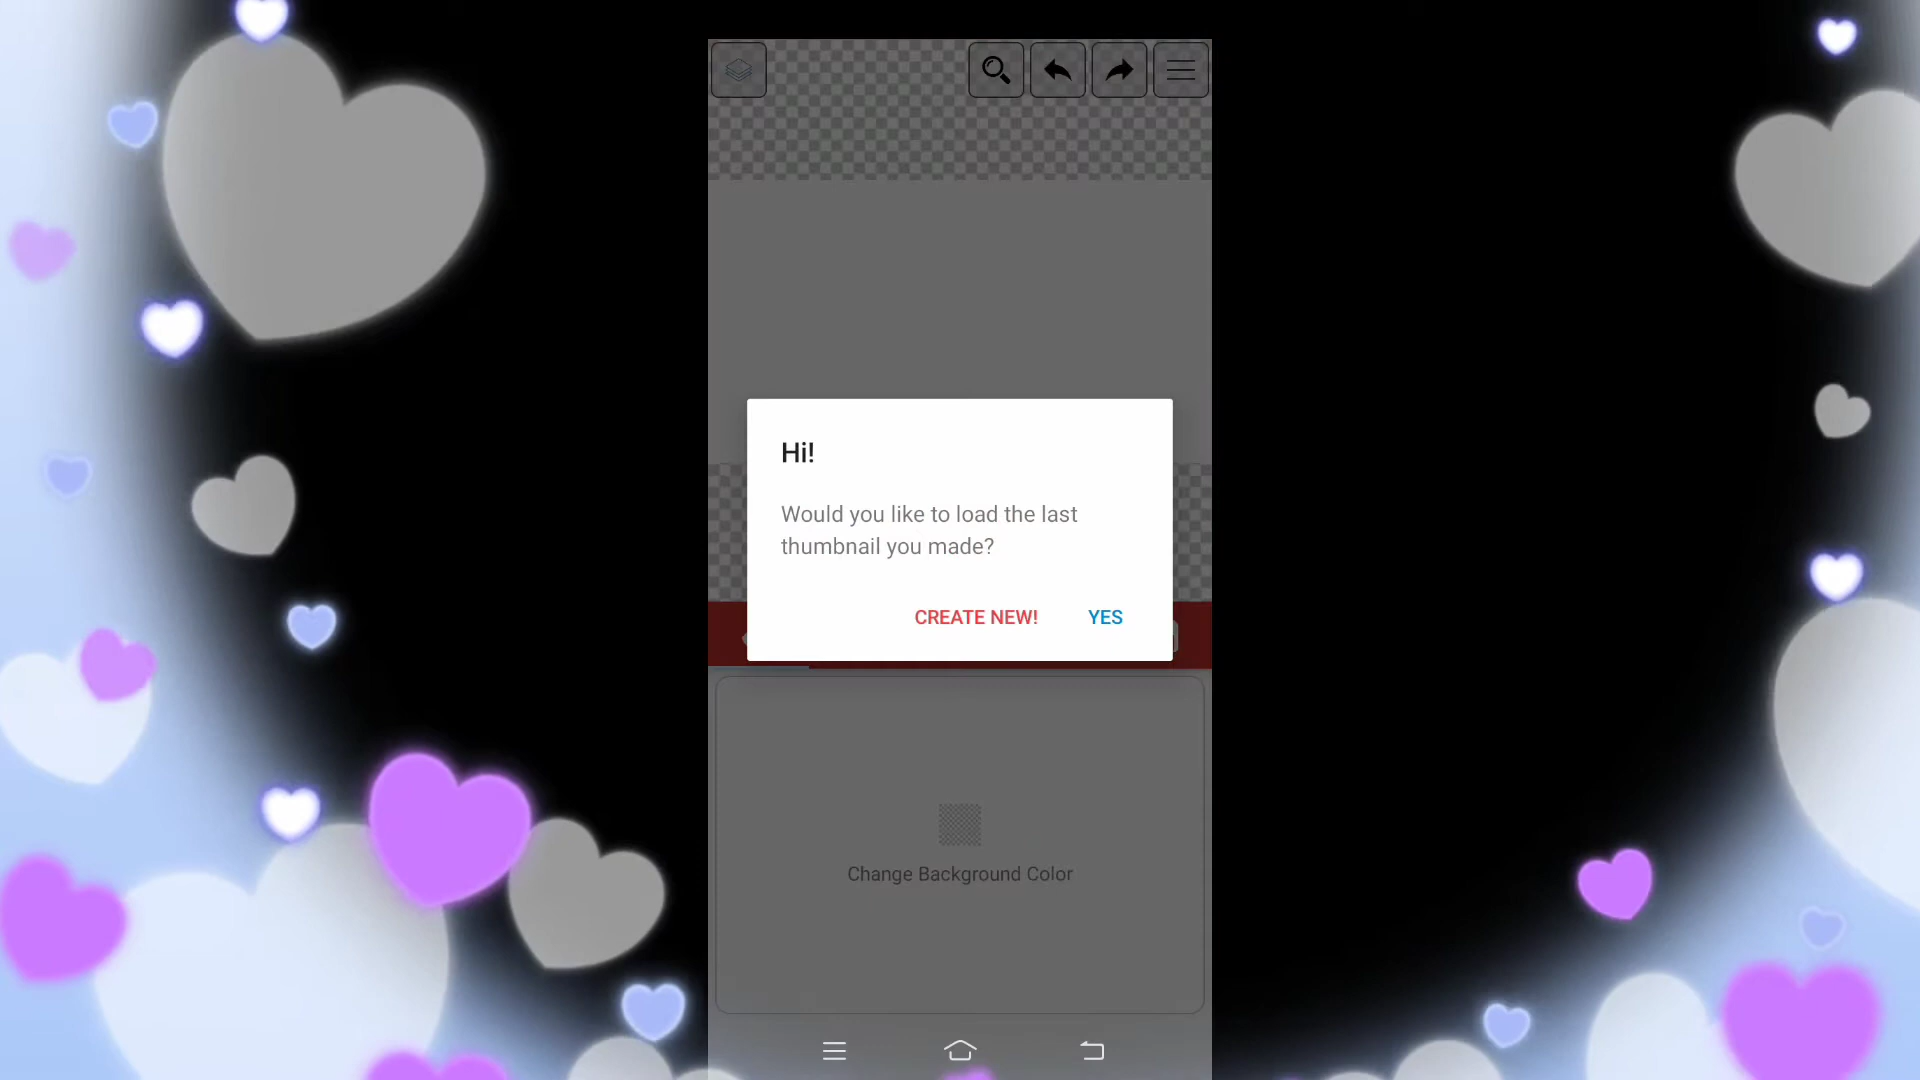 Hi!
Would you like to load the last
thumbnail you made?
CREATE NEW! YES
Change Background Color